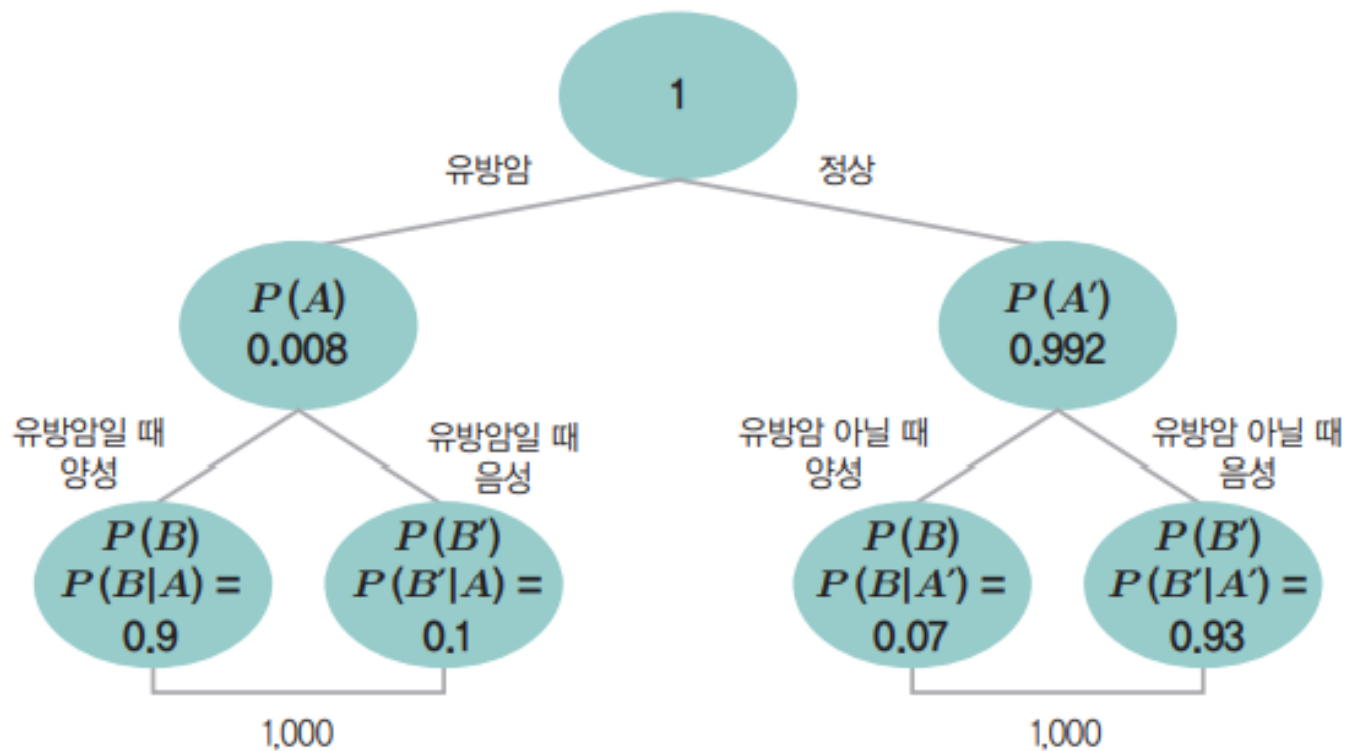 1
유방암
정상
P(A)
0.008
P(A′)
0.992
유방암일 때
양성
유방암일 때
음성
유방암 아닐 때
양성
유방암 아닐 때
음성
P(B)
P(B|A) =
0.9
P(B′)
P(B′|A) =
0.1
P(B)
P(B|A′) =
0.07
P(B′)
P(B′|A′) =
0.93
1,000
1,000